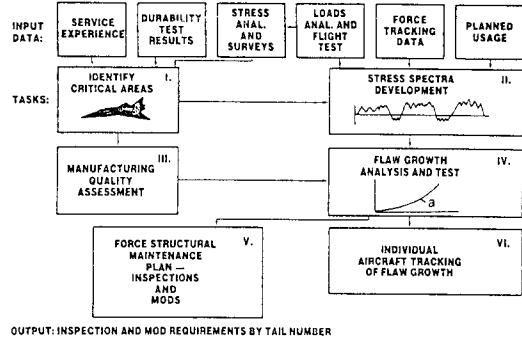 INPUT DATA:
SERVICE EXPERIENCE
DURABILITY TEST RESULTS
STRESS ANAL. AND SURVEYS
LOADS ANAL. AND FLIGHT TEST
FORCE TRACKING DATA
PLANNED USAGE
TASKS:
I.
IDENTIFY
CRITICAL AREAS
II.
STRESS SPECTRA
DEVELOPMENT
III.
MANUFACTURING
QUALITY
ASSESSMENT
IV.
FLAW GROWTH
ANALYSIS AND TEST
a
V.
FORCE STRUCTURAL
MAINTENANCE
PLAN —
INSPECTIONS
AND
MODS
VI.
INDIVIDUAL
AIRCRAFT TRACKING
OF FLAW GROWTH
OUTPUT: INSPECTION AND MOD REQUIREMENTS BY TAIL NUMBER